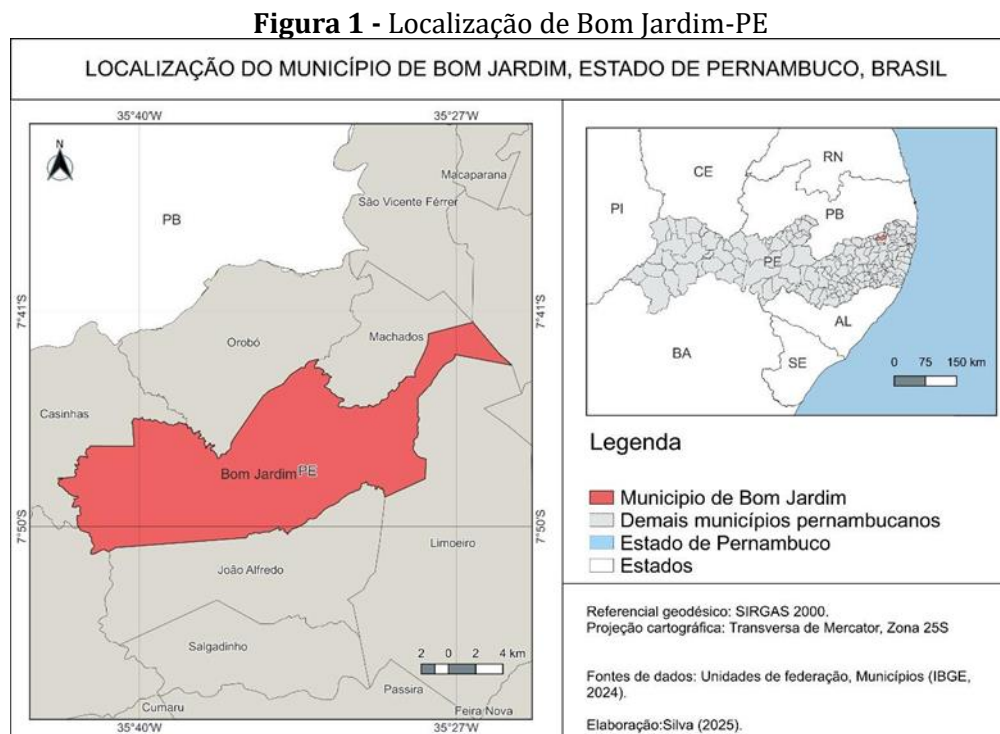 Figura 1 - Localização de Bom Jardim-PE
LOCALIZAÇÃO DO MUNICÍPIO DE BOM JARDIM, ESTADO DE PERNAMBUCO, BRASIL
35°40'W
35°27'W
N
Macaparana
São Vicente Férrer
PB
7°41'S
7°41'S
Machados
Orobó
Casinhas
Bom Jardim PE
7°50'S
7°50'S
Limoeiro
João Alfredo
Salgadinho
2 0 2 4 km
Passira
Cumaru
Feira Nova
35°40'W
35°27'W
RN
CE
PI
PB
PE
AL
BA
SE
0 75 150 km
Legenda
Municipio de Bom Jardim
Demais municípios pernambucanos
Estado de Pernambuco
Estados
Referencial geodésico: SIRGAS 2000.
Projeção cartográfica: Transversa de Mercator, Zona 25S
Fontes de dados: Unidades de federação, Municípios (IBGE,
2024).
Elaboração:Silva (2025).